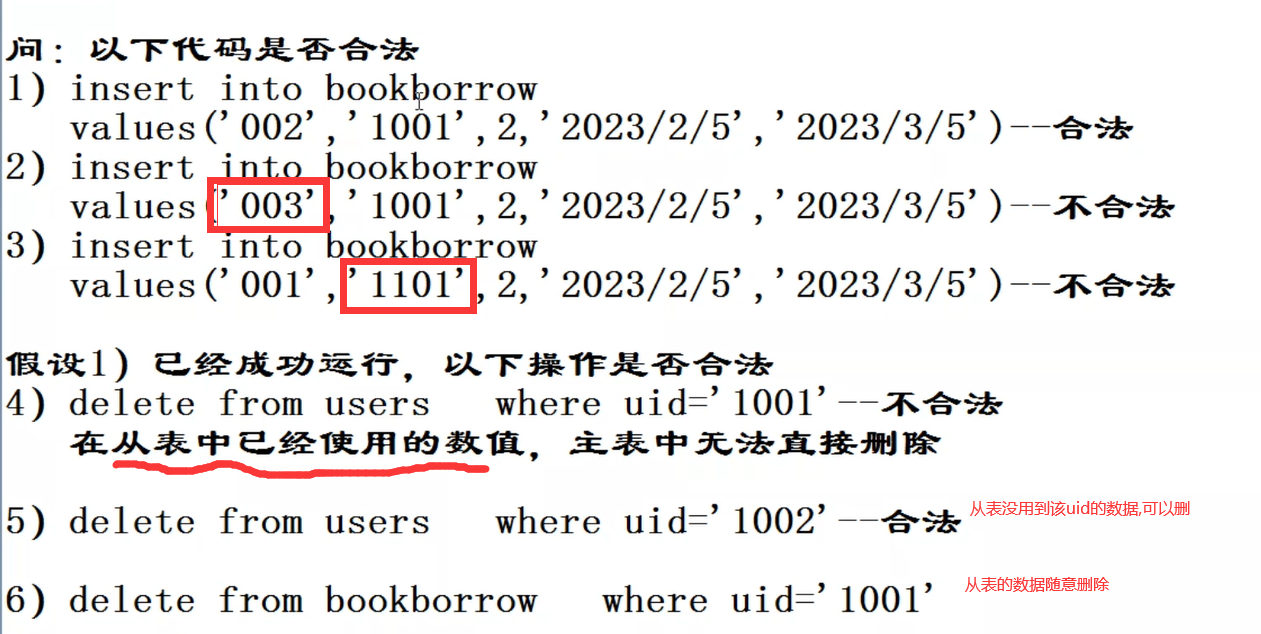 问：以下代码是否合法
1) insert into bookborrow
values('002','1001',2,'2023/2/5','2023/3/5')--合法
2) insert into bookborrow
values('003','1001',2,'2023/2/5','2023/3/5')--不合法
3) insert into bookborrow
values('001','1101',2,'2023/2/5','2023/3/5')--不合法
假设1) 已经成功运行，以下操作是否合法
4) delete from users where uid='1001'--不合法
在从表中已经使用的数值，主表中无法直接删除
5) delete from users where uid='1002'--合法 从表没用到该uid的数据,可以删
6) delete from bookborrow where uid='1001' 从表的数据随意删除